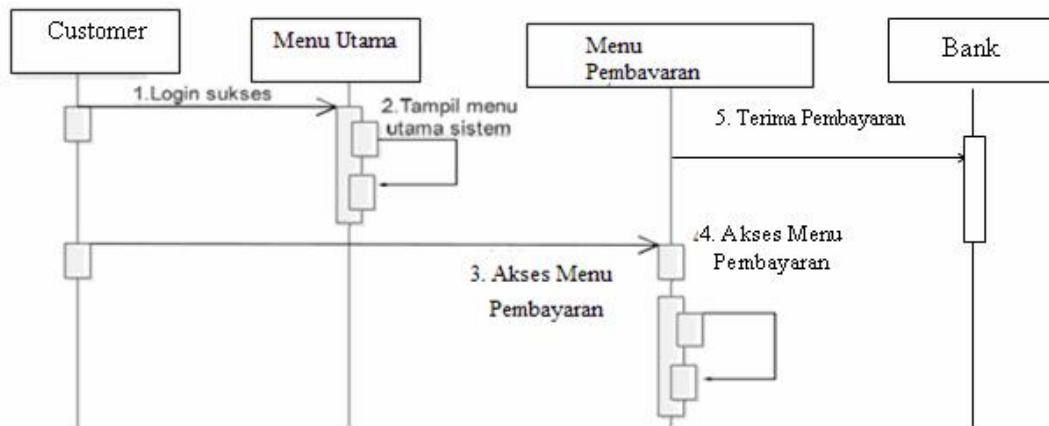 Customer
Menu Utama
Menu
Pembavaran
Bank
1.Login sukses
2.Tampil menu
utama sistem
5. Terima Pembayaran
3. Akses Menu
Pembayaran
4. Akses Menu
Pembayaran